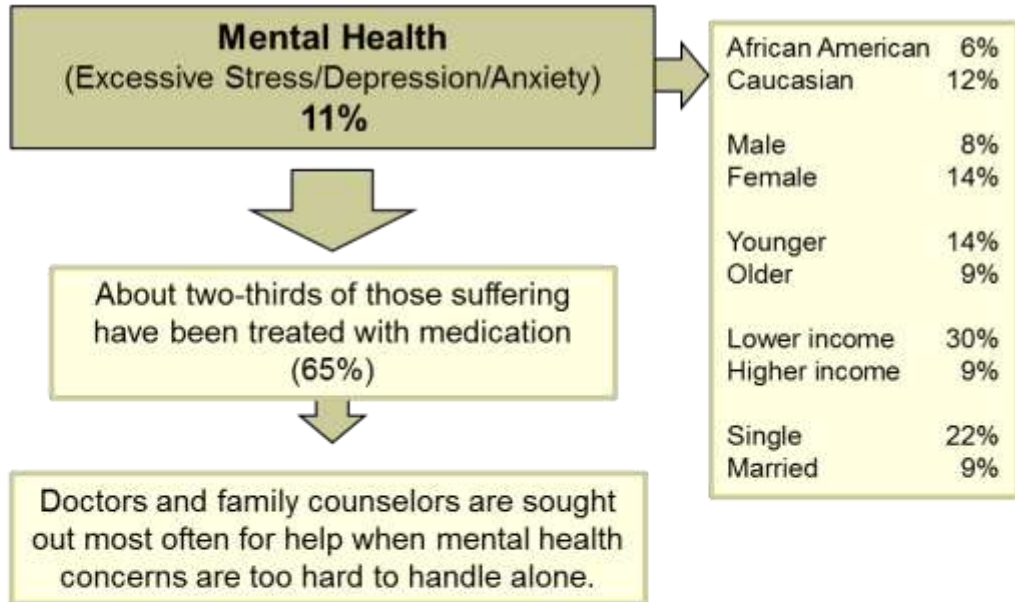 Mental Health
(Excessive Stress/Depression/Anxiety)
11%
African American 6%
Caucasian 12%
Male 8%
Female 14%
Younger 14%
Older 9%
Lower income 30%
Higher income 9%
Single 22%
Married 9%
About two-thirds of those suffering
have been treated with medication
(65%)
Doctors and family counselors are sought
out most often for help when mental health
concerns are too hard to handle alone.